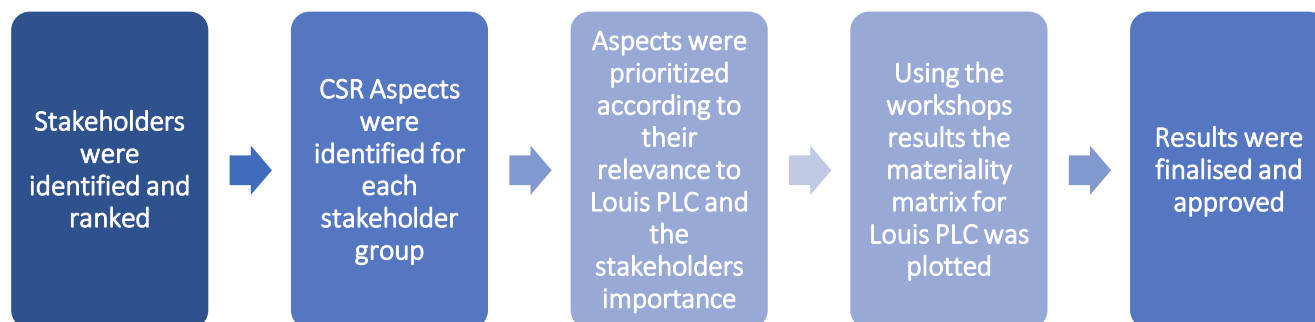 Stakeholders
were
identified and
ranked
CSR Aspects
were
identified for
each
stakeholder
group
Aspects were
prioritized
according to
their
relevance to
Louis PLC and
the
stakeholders
importance
Using the
workshops
results the
materiality
matrix for
Louis PLC was
plotted
Results were
finalised and
approved